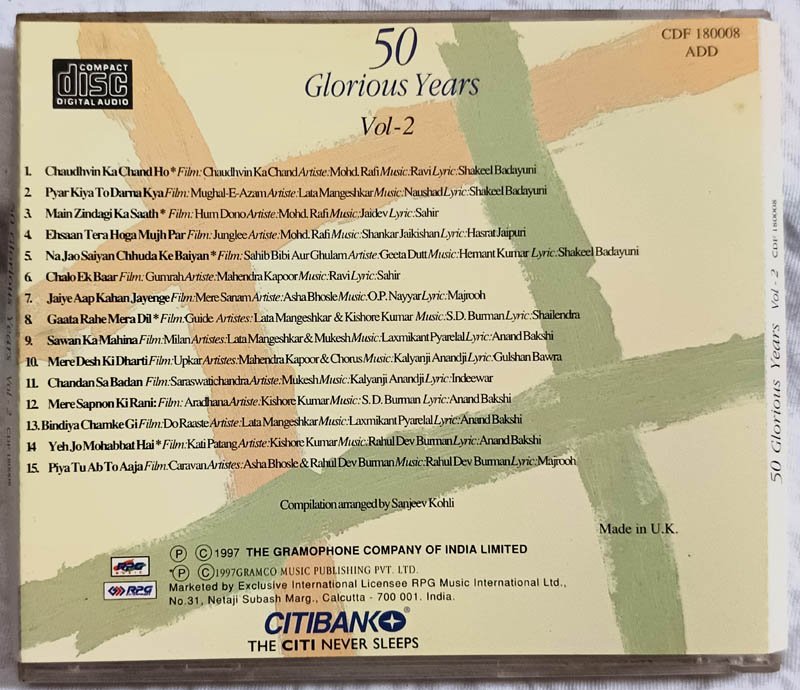 COMPACT
disc
DIGITAL AUDIO
50
Glorious Years
Vol-2
CDF 180008
ADD
1. Chaudhvin Ka Chand Ho * Film: Chaudhvin Ka Chand Artiste: Mohd. Rafi Music: Ravi Lyric: Shakeel Badayuni
2. Pyar Kiya To Darna Kya Film: Mughal-E-Azam Artiste: Lata Mangeshkar Music: Naushad Lyric: Shakeel Badayuni
3. Main Zindagi Ka Saath * Film: Hum Dono Artiste: Mohd. Rafi Music: Jaidev Lyric: Sahir
4. Ehsaan Tera Hoga Mujh Par Film: Junglee Artiste: Mohd. Rafi Music: Shankar Jaikishan Lyric: Hasrat Jaipuri
5. Na Jao Saiyan Chhuda Ke Baiyan * Film: Sahib Bibi Aur Ghulam Artiste: Geeta Dutt Music: Hemant Kumar Lyric: Shakeel Badayuni
6. Chalo Ek Baar Film: Gumrah Artiste: Mahendra Kapoor Music: Ravi Lyric: Sahir
7. Jaiye Aap Kahan Jayenge Film: Mere Sanam Artiste: Asha Bhosle Music: O.P. Nayyar Lyric: Majrooh
8. Gaata Rahe Mera Dil * Film: Guide Artistes: Lata Mangeshkar & Kishore Kumar Music: S.D. Burman Lyric: Shailendra
9. Sawan Ka Mahina Film: Milan Artistes: Lata Mangeshkar & Mukesh Music: Laxmikant Pyarelal Lyric: Anand Bakshi
10. Mere Desh Ki Dharti Film: Upkar Artistes: Mahendra Kapoor & Chorus Music: Kalyanji Anandji Lyric: Gulshan Bawra
11. Chandan Sa Badan Film: Saraswatichandra Artiste: Mukesh Music: Kalyanji Anandji Lyric: Indeewar
12. Mere Sapnon Ki Rani: Film: Aradhana Artiste: Kishore Kumar Music: S. D. Burman Lyric: Anand Bakshi
13. Bindiya Chamke Gi Film: Do Raaste Artiste: Lata Mangeshkar Music: Laxmikant Pyarelal Lyric: Anand Bakshi
14 Yeh Jo Mohabbat Hai * Film: Kati Patang Artiste: Kishore Kumar Music: Rahul Dev Burman Lyric: Anand Bakshi
15. Piya Tu Ab To Aaja Film: Caravan Artistes: Asha Bhosle & Rahul Dev Burman Music: Rahul Dev Burman Lyric: Majrooh
Compilation arranged by Sanjeev Kohli
Made in U.K.
Ⓟ Ⓒ 1997 THE GRAMOPHONE COMPANY OF INDIA LIMITED
*Ⓟ Ⓒ 1997 GRAMCO MUSIC PUBLISHING PVT. LTD.
Marketed by Exclusive International Licensee RPG Music International Ltd.,
No.31, Netaji Subash Marg., Calcutta - 700 001. India.
RPG
MUSIC
RPG
CITIBANK
THE CITI NEVER SLEEPS
50 Glorious Years Vol - 2 CDF 180008
50 Glorious Years Vol - 2 CDF 180008